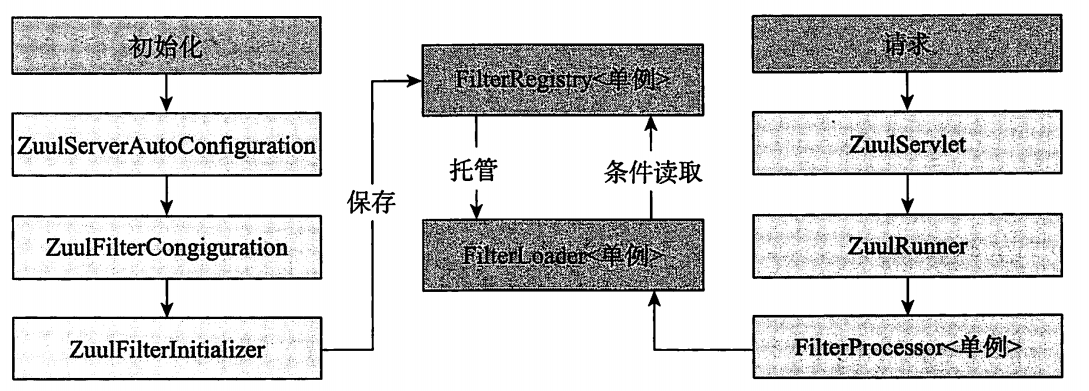 初始化
ZuulServerAutoConfiguration
ZuulFilterCongiguration
ZuulFilterInitializer
保存
FilterRegistry<单例>
托管
条件读取
FilterLoader<单例>
请求
ZuulServlet
ZuulRunner
FilterProcessor<单例>